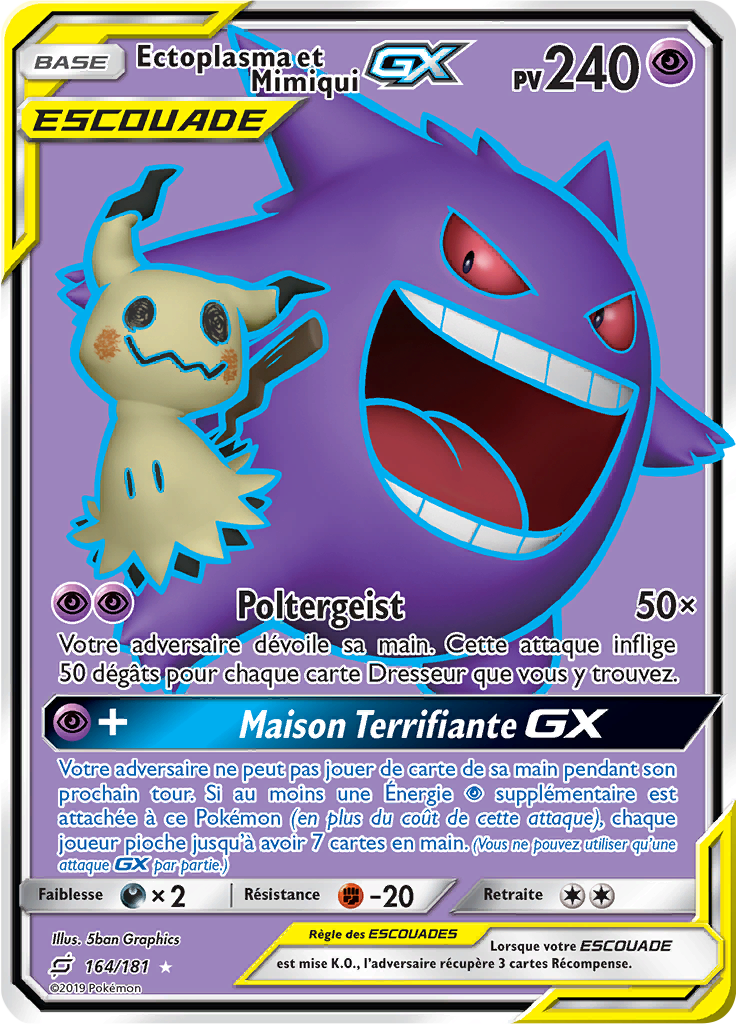 BASE
Ectoplasma et
Mimiqui GX
PV 240
ESCOUADE
Poltergeist 50×
Votre adversaire dévoile sa main. Cette attaque inflige
50 dégâts pour chaque carte Dresseur que vous y trouvez.
+ Maison Terrifiante GX
Votre adversaire ne peut pas jouer de carte de sa main pendant son
prochain tour. Si au moins une Énergie supplémentaire est
attachée à ce Pokémon (en plus du coût de cette attaque), chaque
joueur pioche jusqu'à avoir 7 cartes en main. (Vous ne pouvez utiliser qu'une
attaque GX par partie.)
Faiblesse × 2 Résistance -20 Retraite
Illus. 5ban Graphics
164/181
©2019 Pokémon
Règle des ESCOUADES
Lorsque votre ESCOUADE
est mise K.O., l'adversaire récupère 3 cartes Récompense.